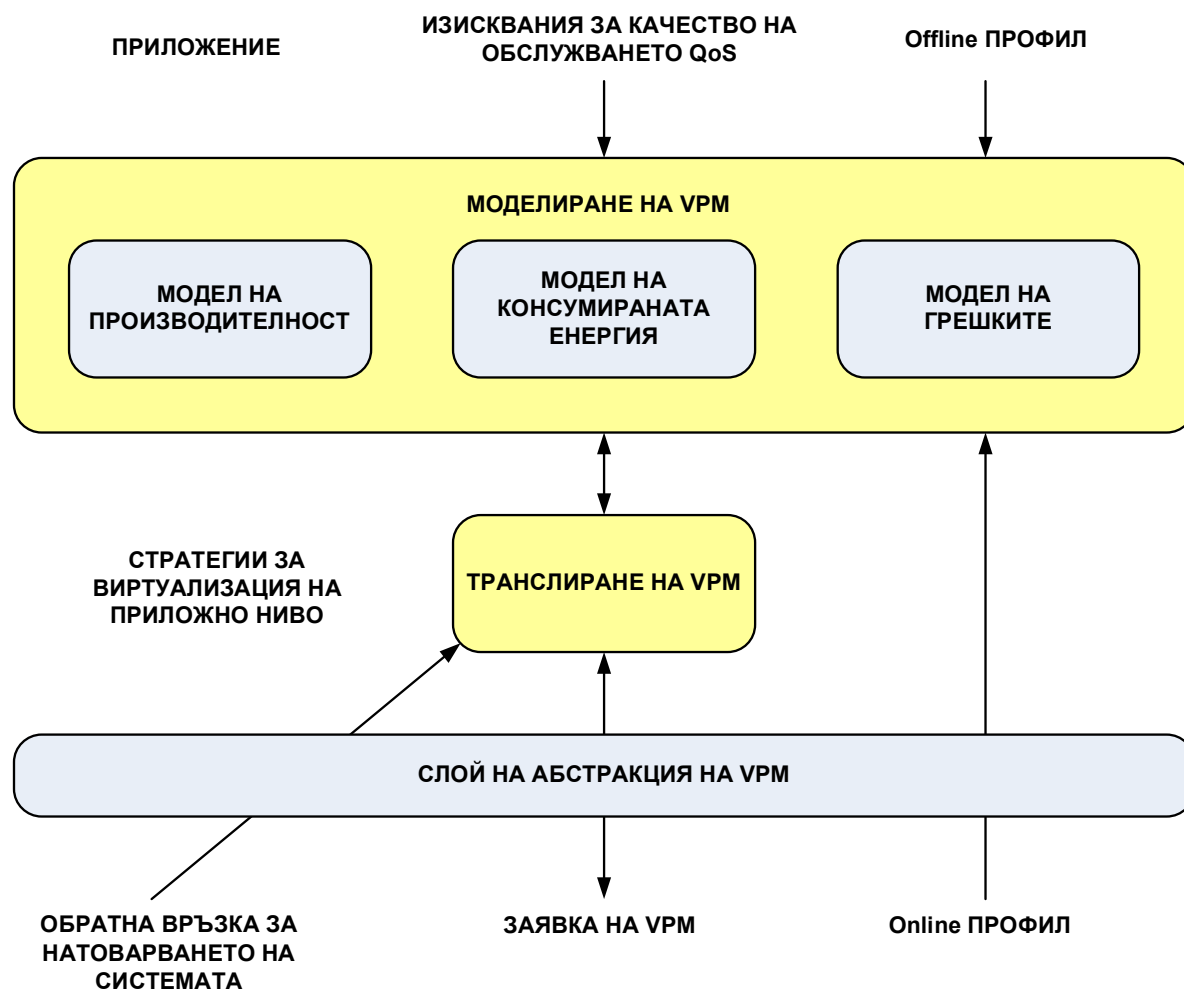 ПРИЛОЖЕНИЕ
ИЗИСКВАНИЯ ЗА КАЧЕСТВО НА
ОБСЛУЖВАНЕТО QoS
Offline ПРОФИЛ
МОДЕЛИРАНЕ НА VPM
МОДЕЛ НА
ПРОИЗВОДИТЕЛНОСТ
МОДЕЛ НА
КОНСУМИРАНАТА
ЕНЕРГИЯ
МОДЕЛ НА
ГРЕШКИТЕ
СТРАТЕГИИ ЗА
ВИРТУАЛИЗАЦИЯ НА
ПРИЛОЖНО НИВО
ТРАНСЛИРАНЕ НА VPM
СЛОЙ НА АБСТРАКЦИЯ НА VPM
ОБРАТНА ВРЪЗКА ЗА
НАТОВАРВАНЕТО НА
СИСТЕМАТА
ЗАЯВКА НА VPM
Online ПРОФИЛ